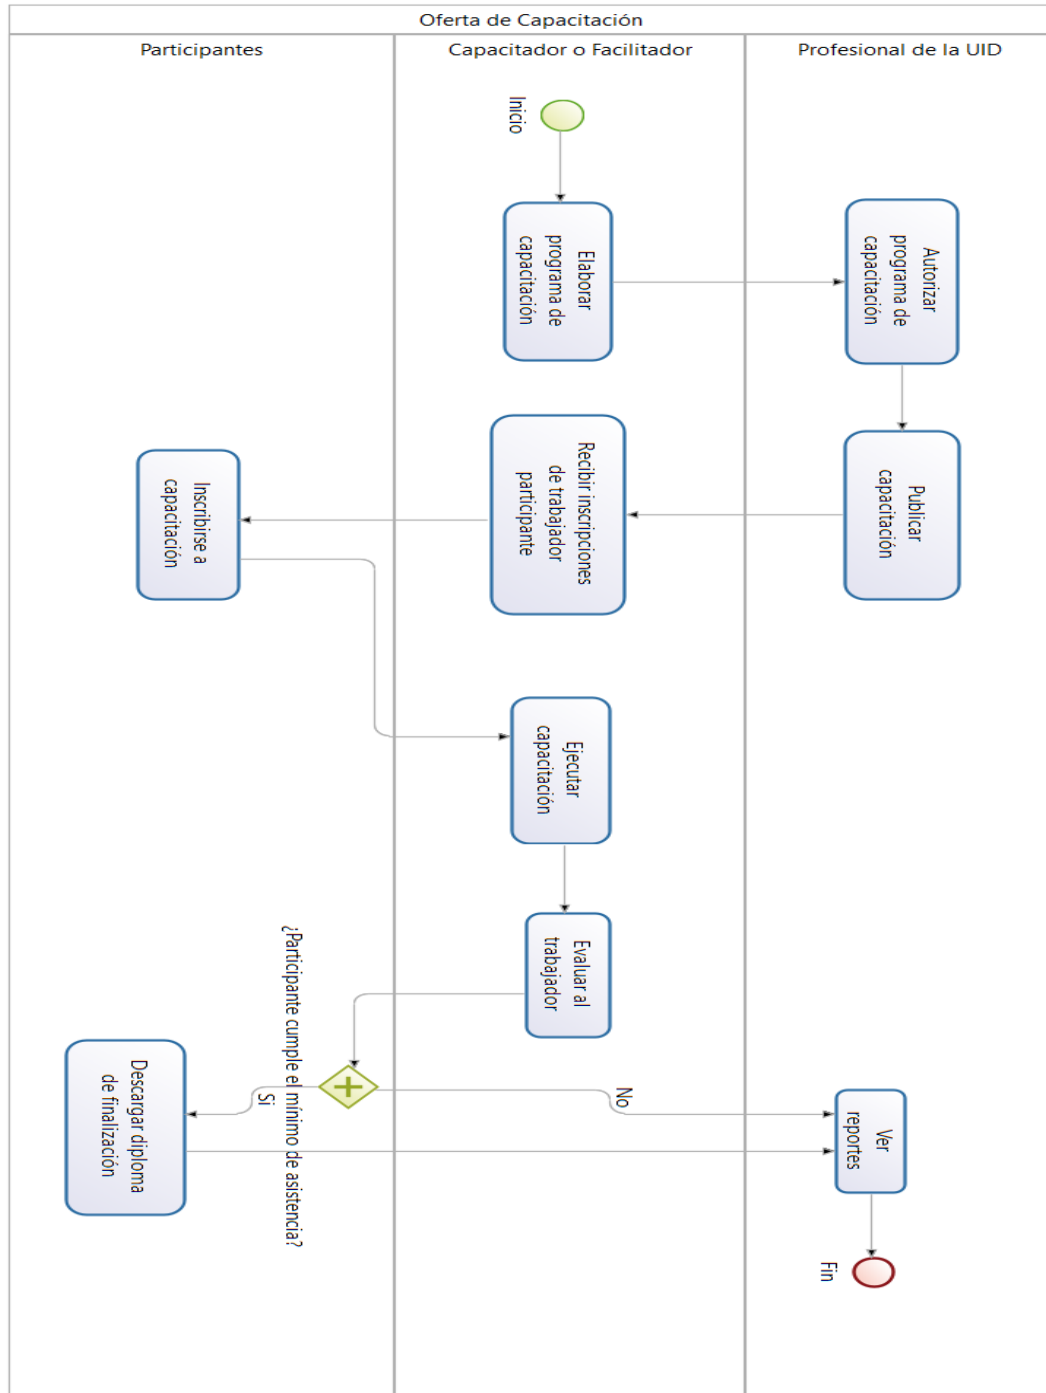 Oferta de Capacitación
Participantes
Capacitador o Facilitador
Profesional de la UID
Inicio
Elaborar
programa de
capacitación
Autorizar
programa de
capacitación
Publicar
capacitación
Recibir inscripciones
de trabajador
participante
Inscribirse a
capacitación
Ejecutar
capacitación
Evaluar al
trabajador
¿Participante cumple el mínimo de asistencia?
Si
No
Descargar diploma
de finalización
Ver
reportes
Fin